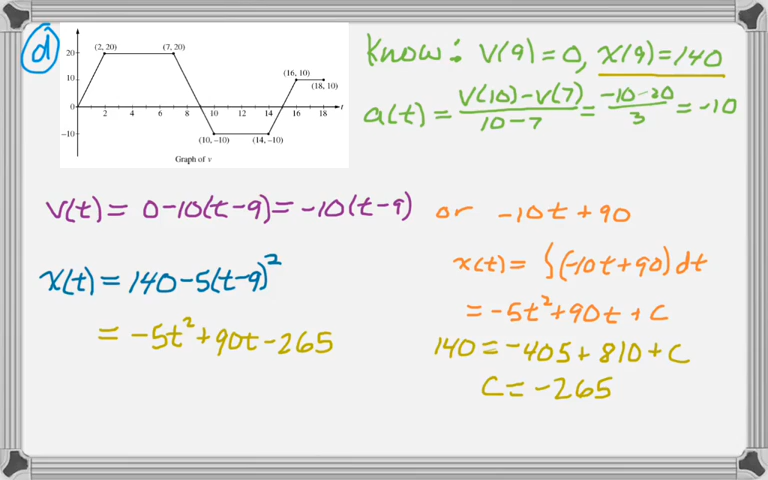 d
(2, 20)
(7, 20)
20
10
0
-10
2 4 6 8 10 12 14 16 18
t
(16, 10)
(18, 10)
(10, -10)
(14, -10)
Graph of v
Know: V(9) = 0, x(9) = 140
a(t) = V(10) - V(7) / 10 - 7 = -10 - 20 / 3 = -10
V(t) = 0 - 10(t - 9) = -10(t - 9) or -10t + 90
x(t) = 140 - 5(t - 9)²
= -5t² + 90t - 265
x(t) = ∫(-10t + 90) dt
= -5t² + 90t + C
140 = -405 + 810 + C
C = -265